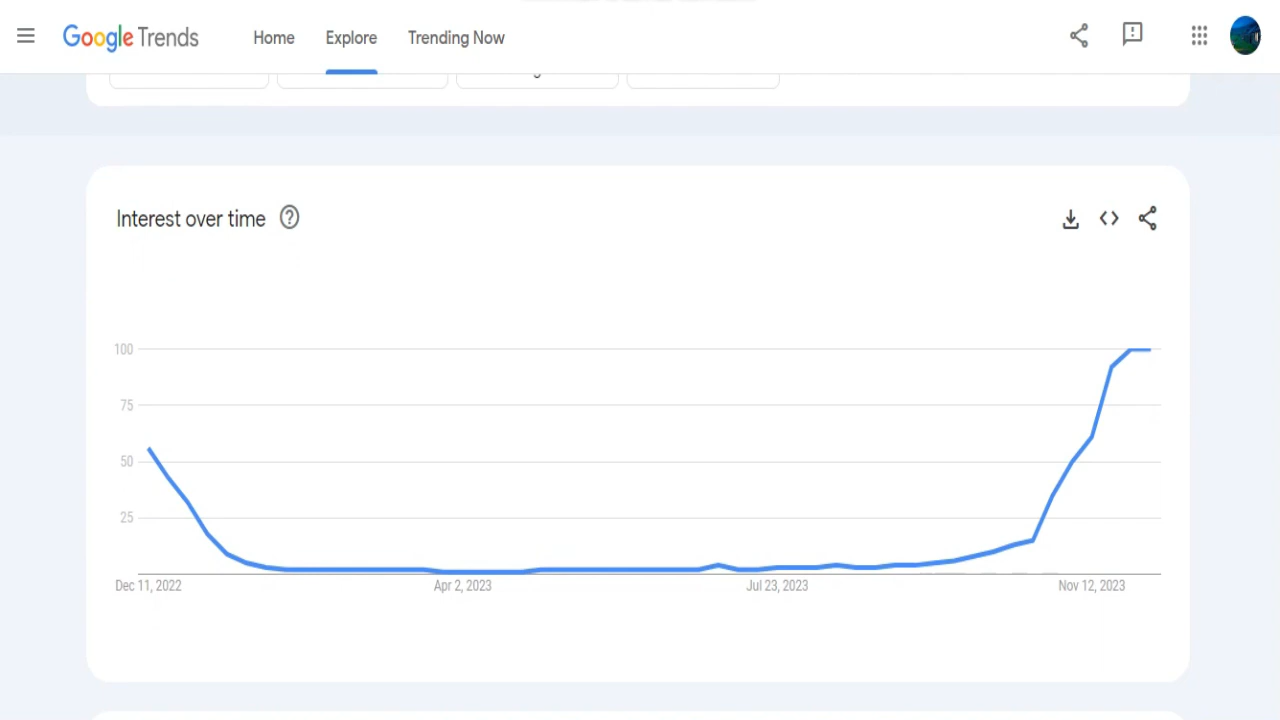 Google Trends
Home
Explore
Trending Now
Interest over time
100
75
50
25
Dec 11, 2022
Apr 2, 2023
Jul 23, 2023
Nov 12, 2023